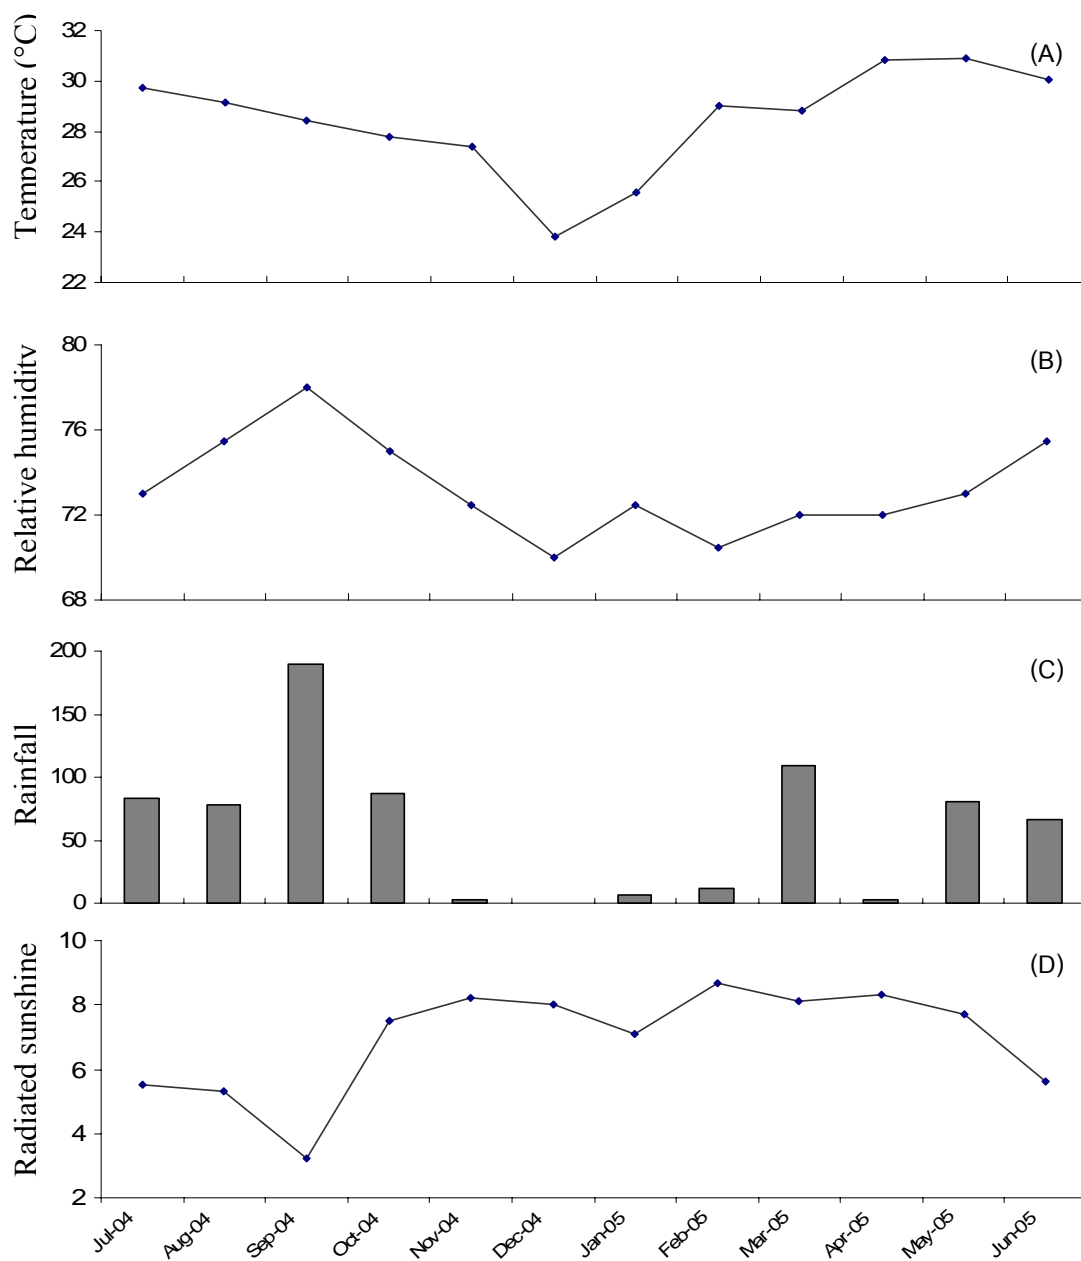 Temperature (°C)
32
30
28
26
24
22
(A)
Relative humidity
80
76
72
68
(B)
Rainfall
200
150
100
50
0
(C)
Radiated sunshine
10
8
6
4
2
(D)
Jul-04
Aug-04
Sep-04
Oct-04
Nov-04
Dec-04
Jan-05
Feb-05
Mar-05
Apr-05
May-05
Jun-05